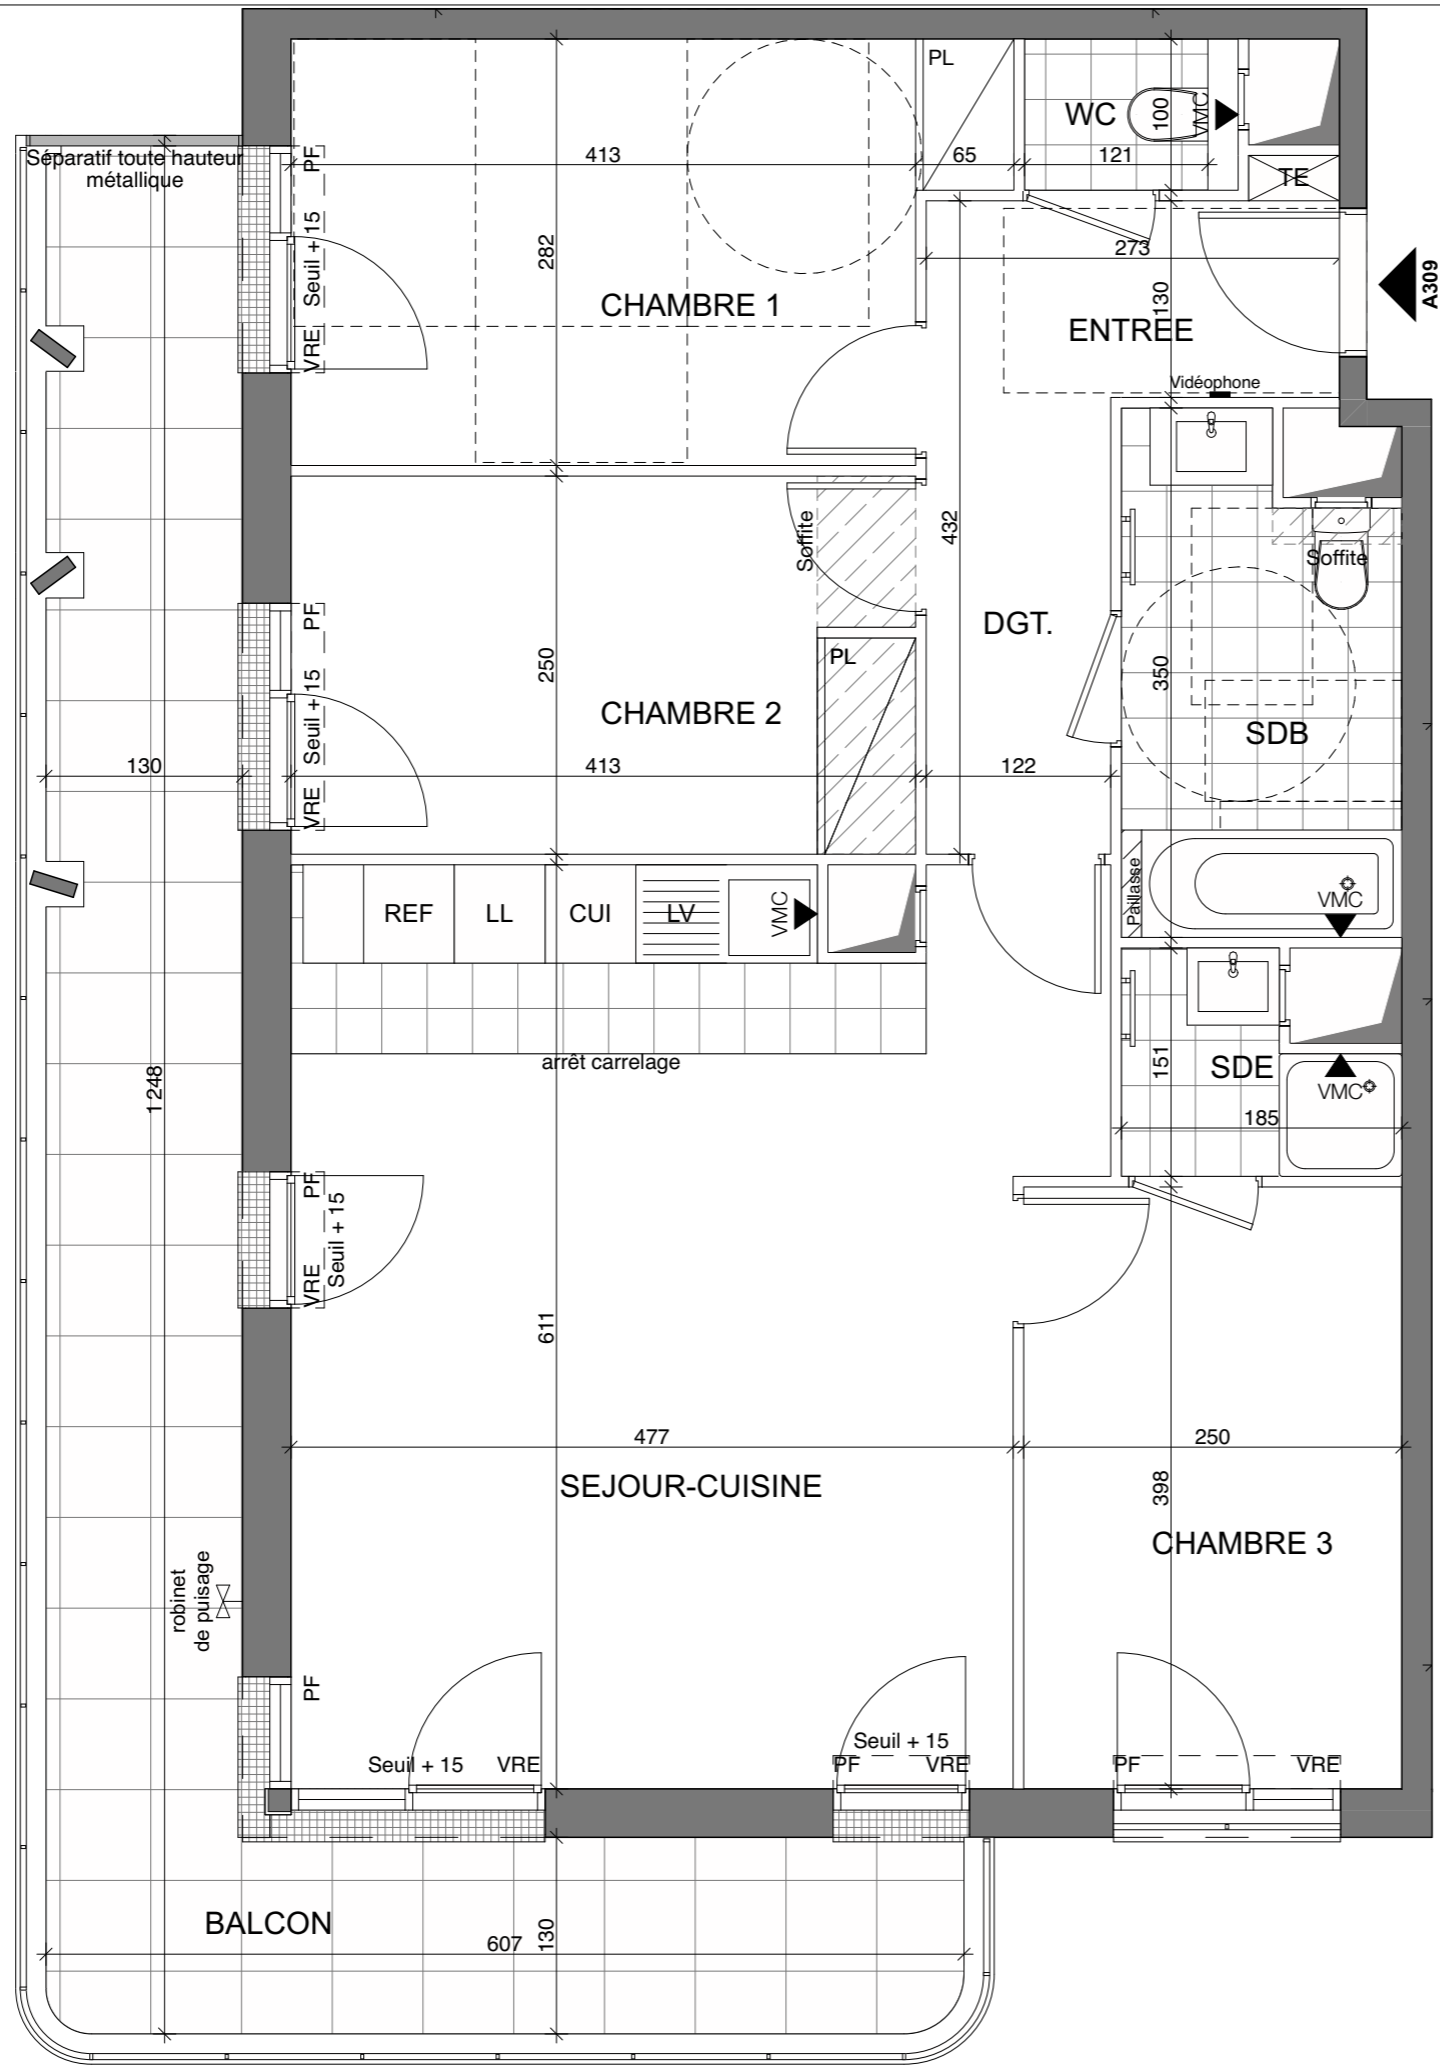 PL
WC
100
VMC
TE
Séparatif toute hauteur
métallique
PF
413
65
121
Seuil + 15
282
273
CHAMBRE 1
130
ENTREE
A309
VRE
Vidéophone
Soffite
432
Soffite
PF
DGT.
250
PL
350
Seuil + 15
CHAMBRE 2
SDB
130
413
122
VRE
REF
LL
CUI
LV
VMC
Paillasse
VMC
arrêt carrelage
1248
151
SDE
VMC
185
PF
Seuil + 15
VRE
611
477
250
SEJOUR-CUISINE
398
CHAMBRE 3
robinet
de puisage
PF
Seuil + 15
VRE
Seuil + 15
PF
VRE
PF
VRE
BALCON
607
130